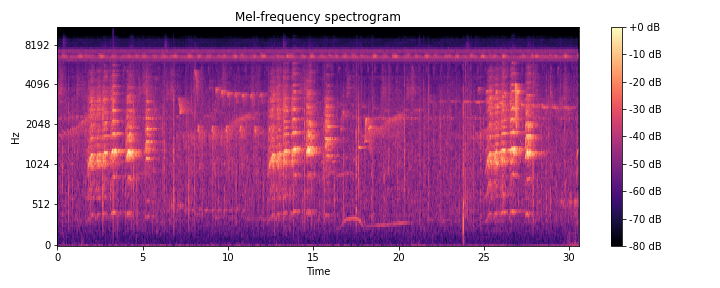 Mel-frequency spectrogram
Hz
8192
4096
2048
1024
512
0
0 5 10 15 20 25 30
Time
+0 dB
-10 dB
-20 dB
-30 dB
-40 dB
-50 dB
-60 dB
-70 dB
-80 dB